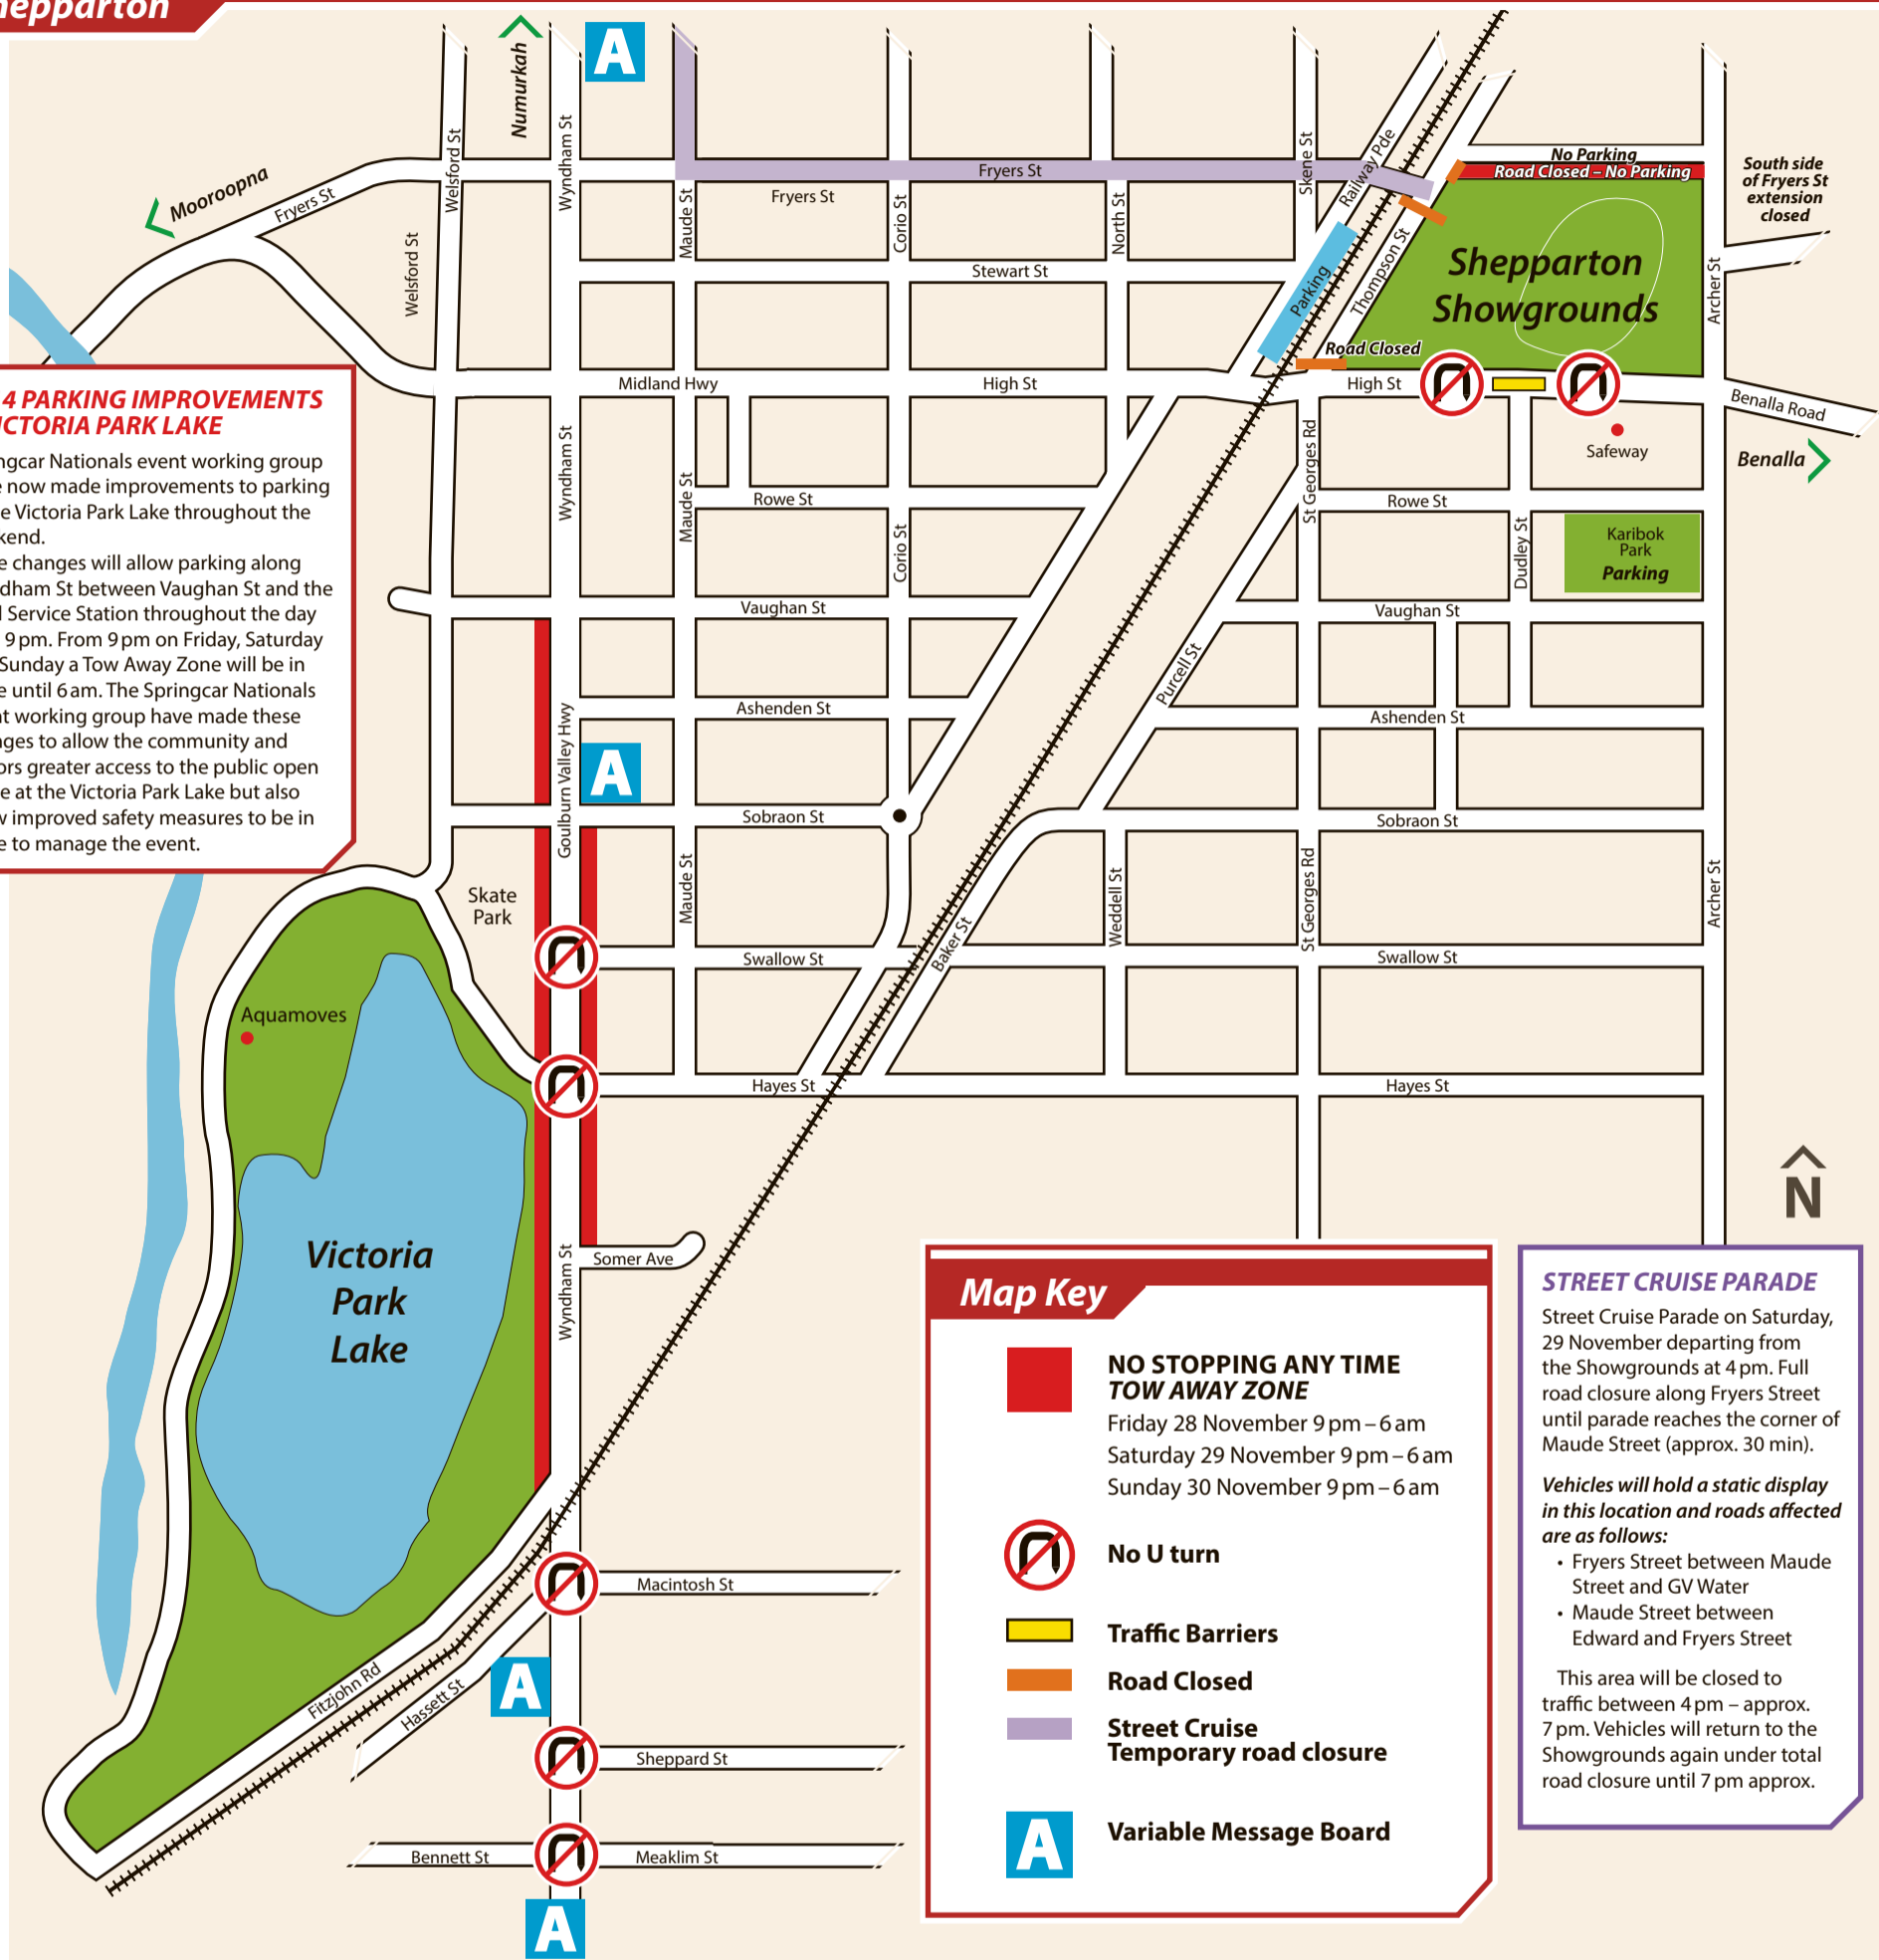 hepparton
Numurkah
A
Mooroopna
Fryers St
Welsford St
Welsford St
Wyndham St
Maude St
Fryers St
Fryers St
Corio St
North St
Skene St
Railway Pde
No Parking
Road Closed – No Parking
South side
of Fryers St
extension
closed
Stewart St
Parking
Thompson St
Shepparton
Showgrounds
Archer St
Road Closed
Midland Hwy
High St
High St
Benalla Road
Safeway
Benalla
4 PARKING IMPROVEMENTS
CTORIA PARK LAKE
ngcar Nationals event working group
e now made improvements to parking
e Victoria Park Lake throughout the
kend.
e changes will allow parking along
dham St between Vaughan St and the
l Service Station throughout the day
9 pm. From 9 pm on Friday, Saturday
Sunday a Tow Away Zone will be in
e until 6 am. The Springcar Nationals
t working group have made these
ges to allow the community and
ors greater access to the public open
e at the Victoria Park Lake but also
w improved safety measures to be in
e to manage the event.
Wyndham St
Maude St
Rowe St
Corio St
St Georges Rd
Rowe St
Dudley St
Karibok
Park
Parking
Vaughan St
Vaughan St
Purcell St
Ashenden St
Ashenden St
Goulburn Valley Hwy
A
Sobraon St
Sobraon St
Skate
Park
Maude St
Swallow St
Baker St
Weddell St
St Georges Rd
Swallow St
Archer St
Aquamoves
Hayes St
Hayes St
N
Victoria
Park
Lake
Wyndham St
Somer Ave
Macintosh St
Fitzjohn Rd
Hassett St
A
Sheppard St
Bennett St
Meaklim St
A
Map Key
NO STOPPING ANY TIME
TOW AWAY ZONE
Friday 28 November 9 pm – 6 am
Saturday 29 November 9 pm – 6 am
Sunday 30 November 9 pm – 6 am
No U turn
Traffic Barriers
Road Closed
Street Cruise
Temporary road closure
A
Variable Message Board
STREET CRUISE PARADE
Street Cruise Parade on Saturday,
29 November departing from
the Showgrounds at 4 pm. Full
road closure along Fryers Street
until parade reaches the corner of
Maude Street (approx. 30 min).
Vehicles will hold a static display
in this location and roads affected
are as follows:
• Fryers Street between Maude
Street and GV Water
• Maude Street between
Edward and Fryers Street
This area will be closed to
traffic between 4 pm – approx.
7 pm. Vehicles will return to the
Showgrounds again under total
road closure until 7 pm approx.